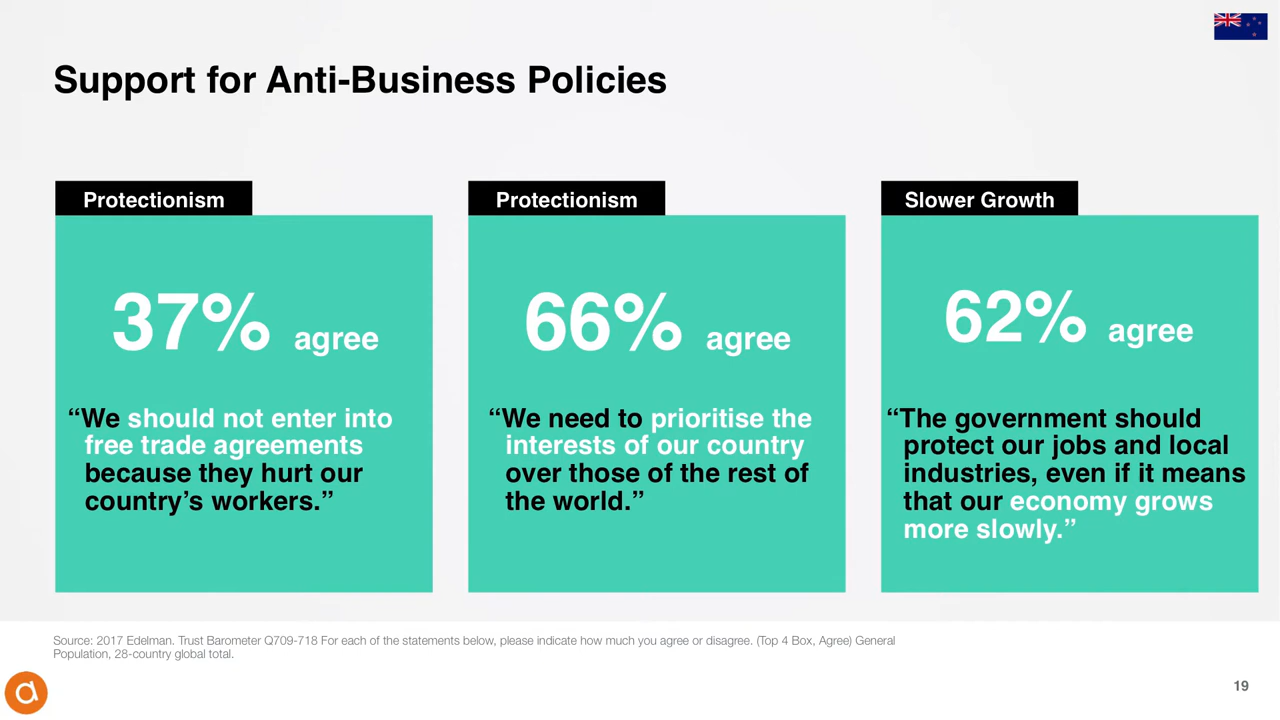 Support for Anti-Business Policies
Protectionism
37% agree
“We should not enter into
free trade agreements
because they hurt our
country’s workers.”
Protectionism
66% agree
“We need to prioritise the
interests of our country
over those of the rest of
the world.”
Slower Growth
62% agree
“The government should
protect our jobs and local
industries, even if it means
that our economy grows
more slowly.”
Source: 2017 Edelman. Trust Barometer Q709-718 For each of the statements below, please indicate how much you agree or disagree. (Top 4 Box, Agree) General
Population, 28-country global total.
a
19